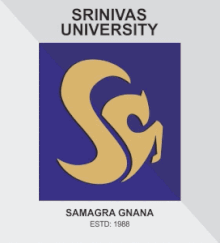 SRINIVAS
UNIVERSITY
SAMAGRA GNANA
ESTD: 1988